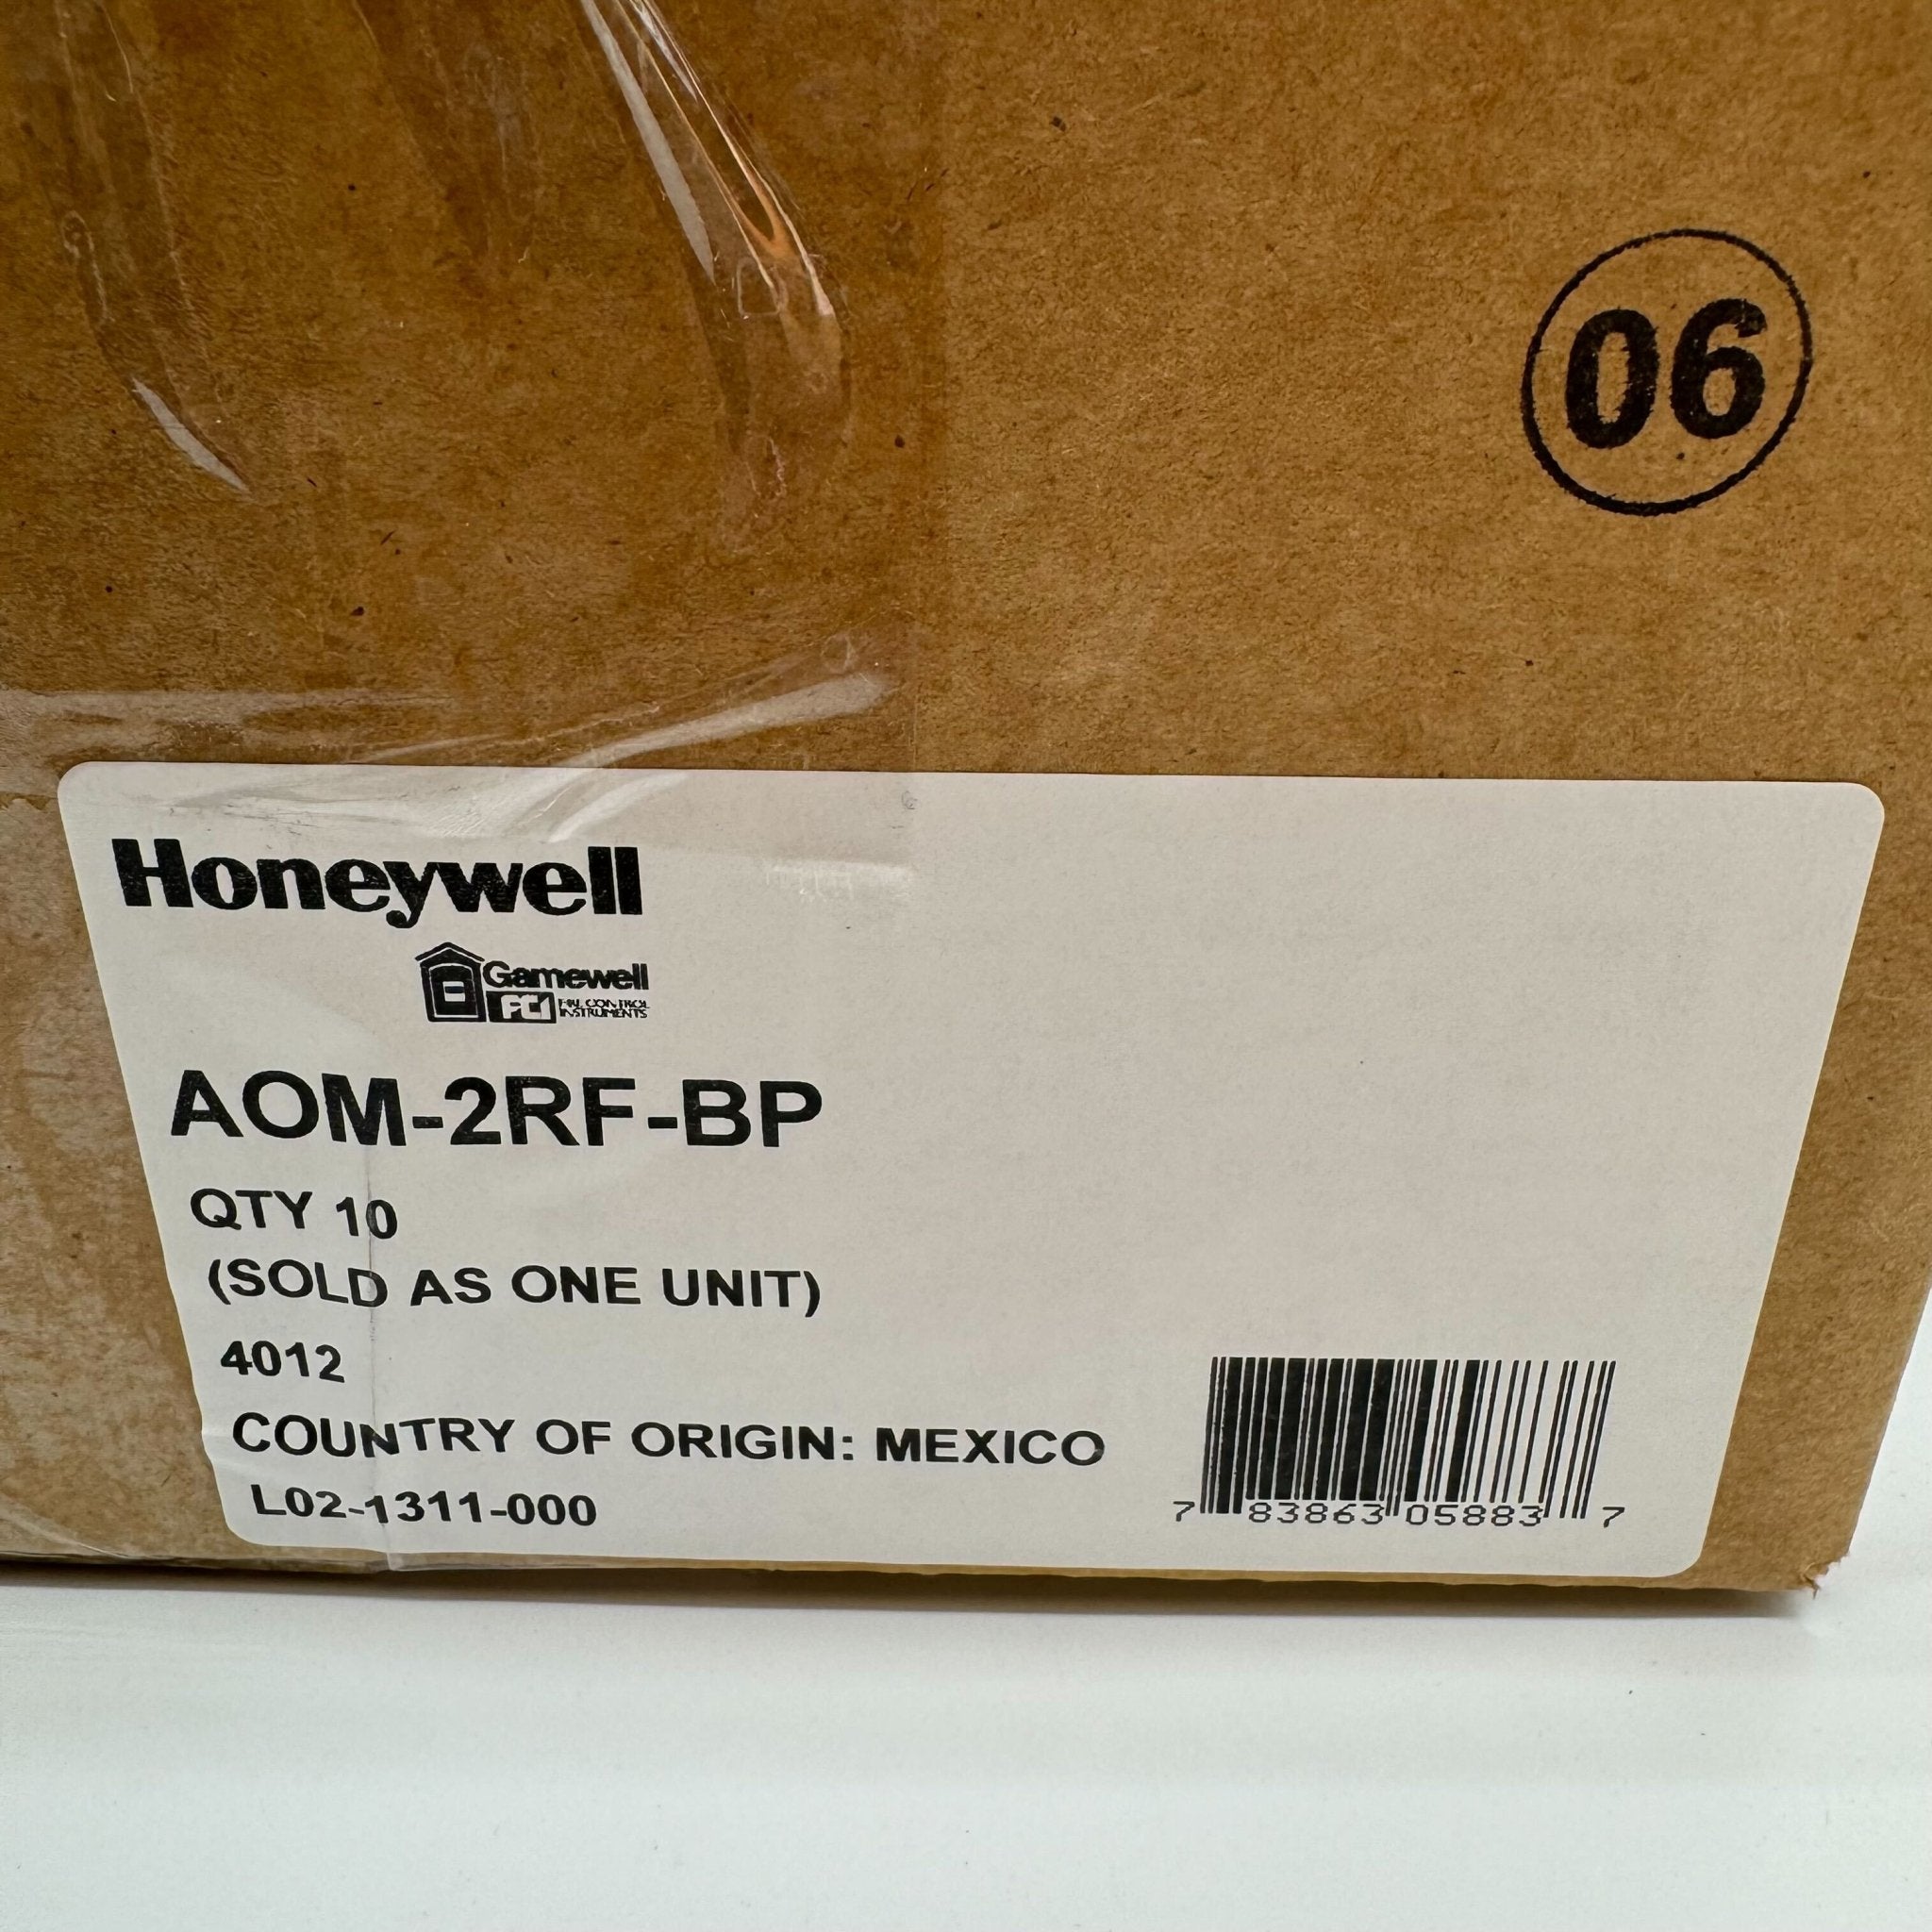 06
Honeywell
Gamewell
FCI FIRE CONTROL
INSTRUMENTS
AOM-2RF-BP
QTY 10
(SOLD AS ONE UNIT)
4012
COUNTRY OF ORIGIN: MEXICO
L02-1311-000
7 83863 05883 7